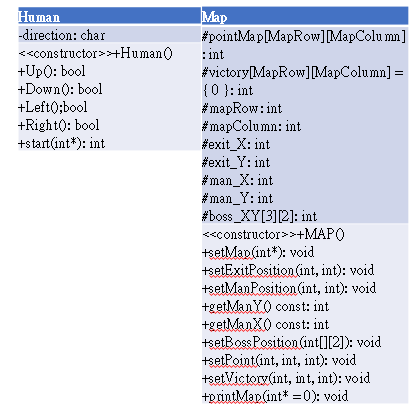 Human
-direction: char
<<constructor>>+Human()
+Up(): bool
+Down(): bool
+Left();bool
+Right(): bool
+start(int*): int
Map
#pointMap[MapRow][MapColumn]
: int
#victory[MapRow][MapColumn] =
{ 0 }: int
#mapRow: int
#mapColumn: int
#exit_X: int
#exit_Y: int
#man_X: int
#man_Y: int
#boss_XY[3][2]: int
<<constructor>>+MAP()
+setMap(int*): void
+setExitPosition(int, int): void
+setManPosition(int, int): void
+getManY() const: int
+getManX() const: int
+setBossPosition(int[][2]): void
+setPoint(int, int, int): void
+setVictory(int, int, int): void
+printMap(int* =0): void